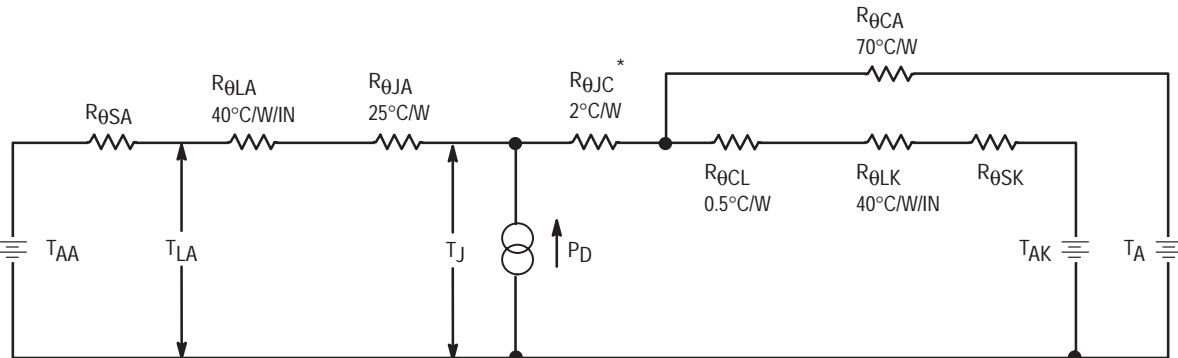 RθCA
70°C/W
RθSA
RθLA
40°C/W/IN
RθJA
25°C/W
RθJC*
2°C/W
RθCL
0.5°C/W
RθLK
40°C/W/IN
RθSK
TAA
TLA
TJ
PD
TAK
TA